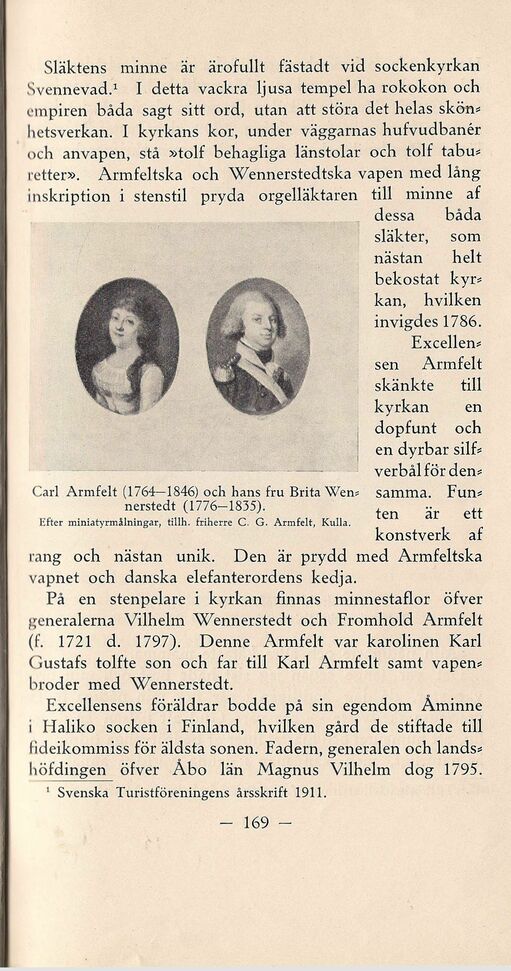 Släktens minne är ärofullt fästadt vid sockenkyrkan
Svennevad.¹ I detta vackra ljusa tempel ha rokokon och
empiren båda sagt sitt ord, utan att störa det helas skön=
hetsverkan. I kyrkans kor, under väggarnas hufvudbanér
och anvapen, stå »tolf behagliga länstolar och tolf tabu=
retter». Armfeltska och Wennerstedtska vapen med lång
inskription i stenstil pryda orgelläktaren till minne af
dessa båda
släkter, som
nästan helt
bekostat kyr=
kan, hvilken
invigdes 1786.
Excellen=
sen Armfelt
skänkte till
kyrkan en
dopfunt och
en dyrbar silf=
verbål för den=
samma. Fun=
ten är ett
konstverk af
Carl Armfelt (1764—1846) och hans fru Brita Wen=
nerstedt (1776—1835).
Efter miniatyrmålningar, tillh. friherre C. G. Armfelt, Kulla.
rang och nästan unik. Den är prydd med Armfeltska
vapnet och danska elefanterordens kedja.
På en stenpelare i kyrkan finnas minnestaflor öfver
generalerna Vilhelm Wennerstedt och Fromhold Armfelt
(f. 1721 d. 1797). Denne Armfelt var karolinen Karl
Gustafs tolfte son och far till Karl Armfelt samt vapen=
broder med Wennerstedt.
Excellensens föräldrar bodde på sin egendom Åminne
i Haliko socken i Finland, hvilken gård de stiftade till
fideikommiss för äldsta sonen. Fadern, generalen och lands=
höfdingen öfver Åbo län Magnus Vilhelm dog 1795.
¹ Svenska Turistföreningens årsskrift 1911.
— 169 —